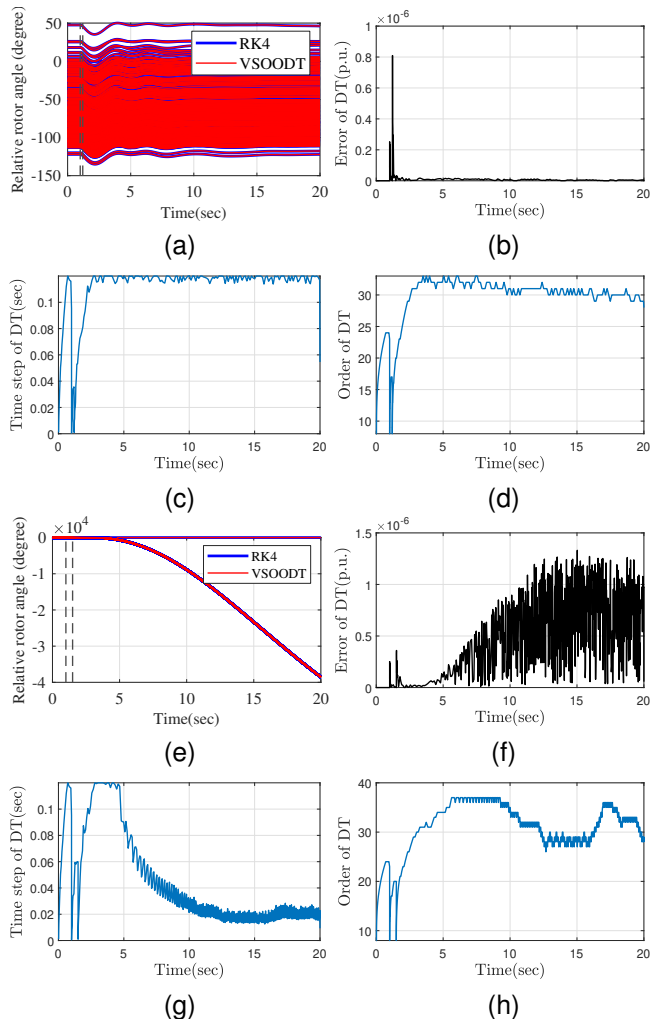 50
0
-50
-100
-150
Relative rotor angle (degree)
RK4
VSOODT
0 5 10 15 20
Time(sec)
(a)
×10-6
1
0.8
0.6
0.4
0.2
0
Error of DT(p.u.)
0 5 10 15 20
Time(sec)
(b)
0.1
0.08
0.06
0.04
0.02
0
Time step of DT(sec)
0 5 10 15 20
Time(sec)
(c)
30
25
20
15
10
Order of DT
0 5 10 15 20
Time(sec)
(d)
×104
0
-1
-2
-3
-4
Relative rotor angle (degree)
RK4
VSOODT
0 5 10 15 20
Time(sec)
(e)
×10-6
1.5
1
0.5
0
Error of DT(p.u.)
0 5 10 15 20
Time(sec)
(f)
0.1
0.08
0.06
0.04
0.02
0
Time step of DT(sec)
0 5 10 15 20
Time(sec)
(g)
40
30
20
10
Order of DT
0 5 10 15 20
Time(sec)
(h)